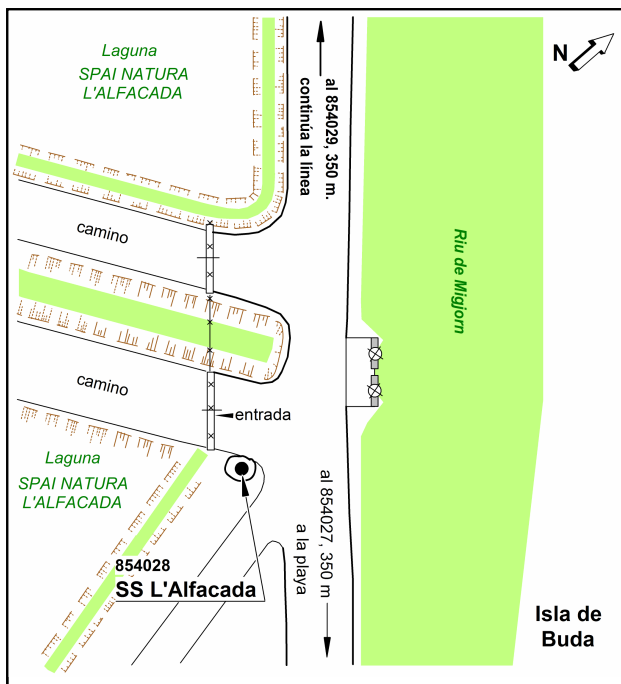 Laguna
SPAI NATURA
L'ALFACADA
al 854029, 350 m.
continúa la línea
N
camino
Riu de Migjorn
camino
entrada
Laguna
SPAI NATURA
L'ALFACADA
al 854027, 350 m
a la playa
854028
SS L'Alfacada
Isla de
Buda